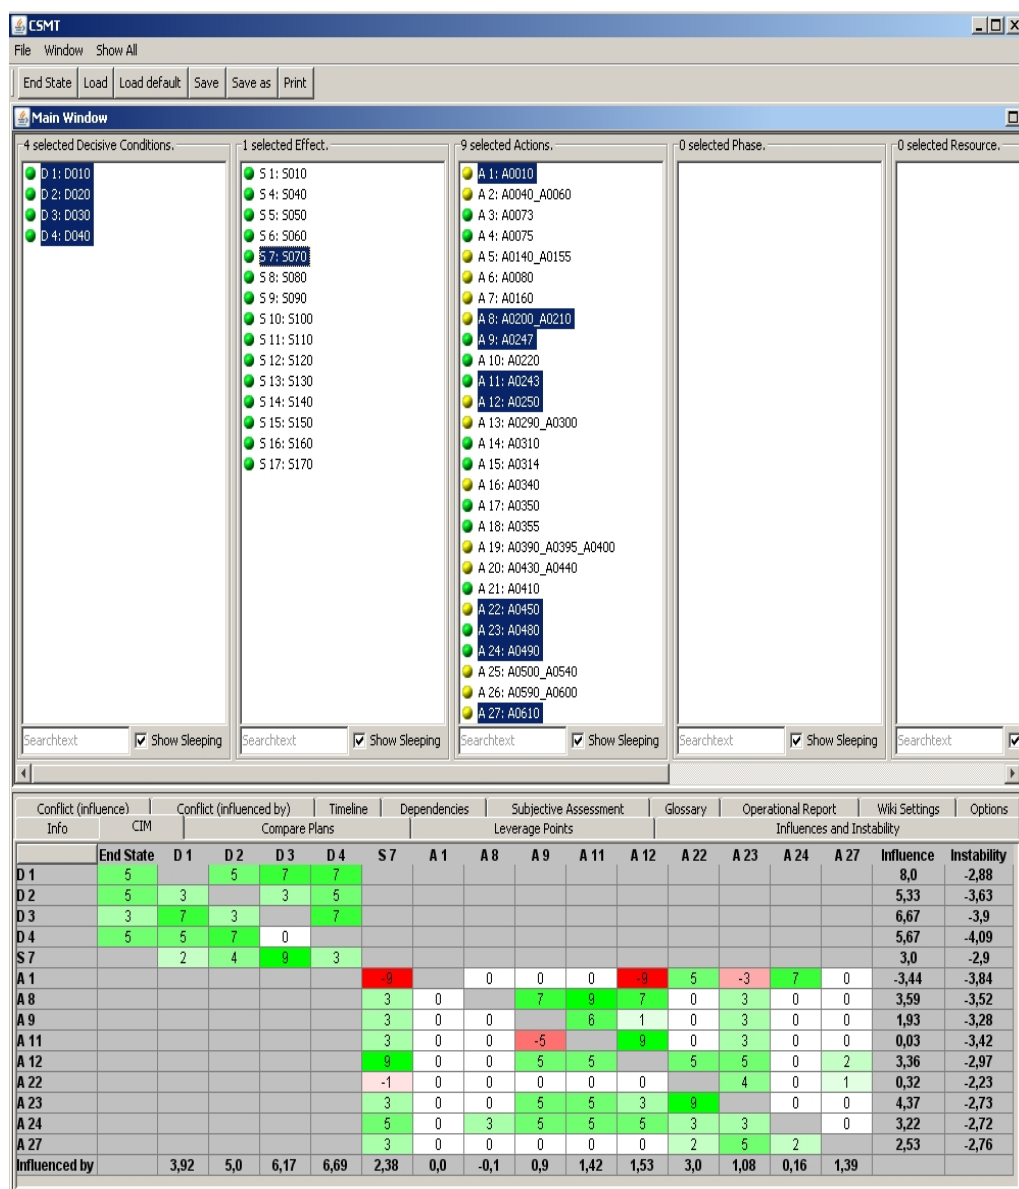 CSMT
File Window Show All
End State Load Load default Save Save as Print
Main Window
4 selected Decisive Conditions.
D 1: D010
D 2: D020
D 3: D030
D 4: D040
Searchtext Show Sleeping
1 selected Effect.
S 1: S010
S 4: S040
S 5: S050
S 6: S060
S 7: S070
S 8: S080
S 9: S090
S 10: S100
S 11: S110
S 12: S120
S 13: S130
S 14: S140
S 15: S150
S 16: S160
S 17: S170
Searchtext Show Sleeping
9 selected Actions.
A 1: A0010
A 2: A0040_A0060
A 3: A0073
A 4: A0075
A 5: A0140_A0155
A 6: A0080
A 7: A0160
A 8: A0200_A0210
A 9: A0247
A 10: A0220
A 11: A0243
A 12: A0250
A 13: A0290_A0300
A 14: A0310
A 15: A0314
A 16: A0340
A 17: A0350
A 18: A0355
A 19: A0390_A0395_A0400
A 20: A0430_A0440
A 21: A0410
A 22: A0450
A 23: A0480
A 24: A0490
A 25: A0500_A0540
A 26: A0590_A0600
A 27: A0610
Searchtext Show Sleeping
0 selected Phase.
Searchtext Show Sleeping
0 selected Resource.
Searchtext
Conflict (influence) Conflict (influenced by) Timeline Dependencies Subjective Assessment Glossary Operational Report Wiki Settings Options
Info CIM Compare Plans Leverage Points Influences and Instability
End State D 1 D 2 D 3 D 4 S 7 A 1 A 8 A 9 A 11 A 12 A 22 A 23 A 24 A 27 Influence Instability
D 1 5 5 7 7 8,0 -2,88
D 2 5 3 3 5 5,33 -3,63
D 3 3 7 3 7 6,67 -3,9
D 4 5 5 7 0 5,67 -4,09
S 7 2 4 9 3 3,0 -2,9
A 1 -9 0 0 0 -9 5 -3 7 0 -3,44 -3,84
A 8 3 0 7 9 7 0 3 0 0 3,59 -3,52
A 9 3 0 0 6 1 0 3 0 0 1,93 -3,28
A 11 3 0 0 -5 9 0 3 0 0 0,03 -3,42
A 12 9 0 0 5 5 5 5 0 2 3,36 -2,97
A 22 -1 0 0 0 0 0 4 0 1 0,32 -2,23
A 23 3 0 0 5 5 3 9 0 0 4,37 -2,73
A 24 5 0 3 5 5 5 3 3 0 3,22 -2,72
A 27 3 0 0 0 0 0 2 5 2 2,53 -2,76
Influenced by 3,92 5,0 6,17 6,69 2,38 0,0 -0,1 0,9 1,42 1,53 3,0 1,08 0,16 1,39